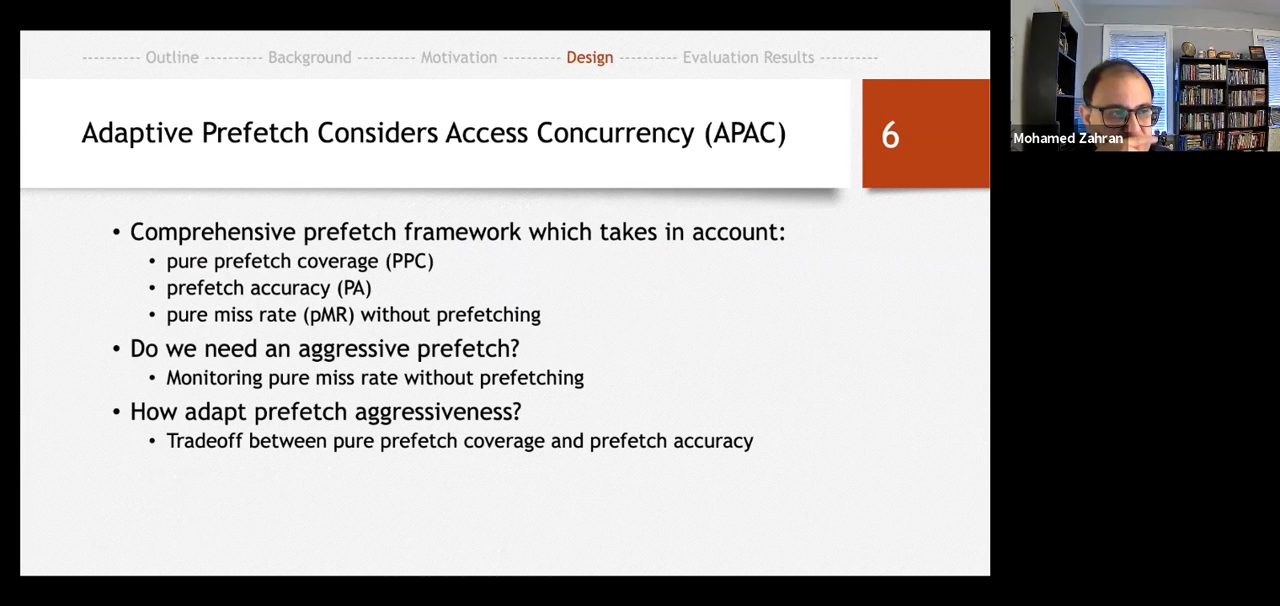 ---------- Outline ---------- Background ---------- Motivation ---------- Design ---------- Evaluation Results ----------
Adaptive Prefetch Considers Access Concurrency (APAC)
6
• Comprehensive prefetch framework which takes in account:
• pure prefetch coverage (PPC)
• prefetch accuracy (PA)
• pure miss rate (pMR) without prefetching
• Do we need an aggressive prefetch?
• Monitoring pure miss rate without prefetching
• How adapt prefetch aggressiveness?
• Tradeoff between pure prefetch coverage and prefetch accuracy
Mohamed Zahran